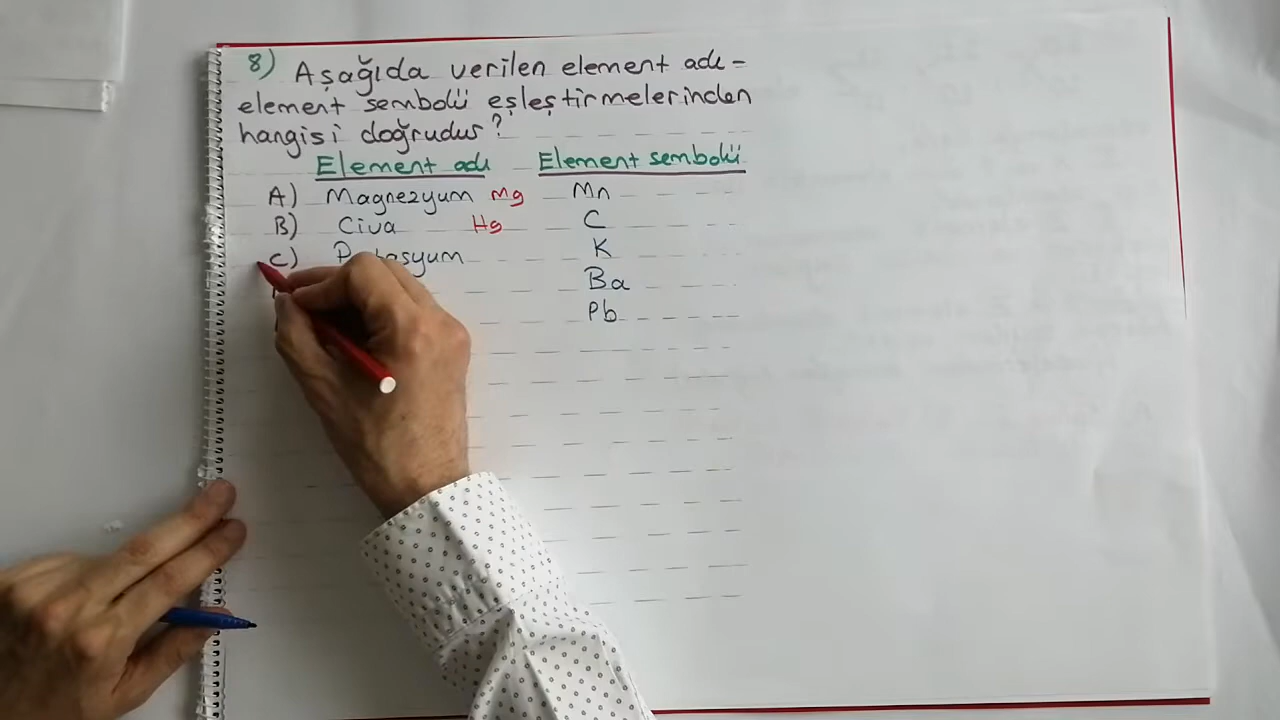 8) Aşağıda verilen element adı -
element sembolü eşleştirmelerinden
hangisi doğrudur?
Element adı Element sembolü
A) Magnezyum Mg Mn
B) Civa Hg C
C) K
Ba
Pb